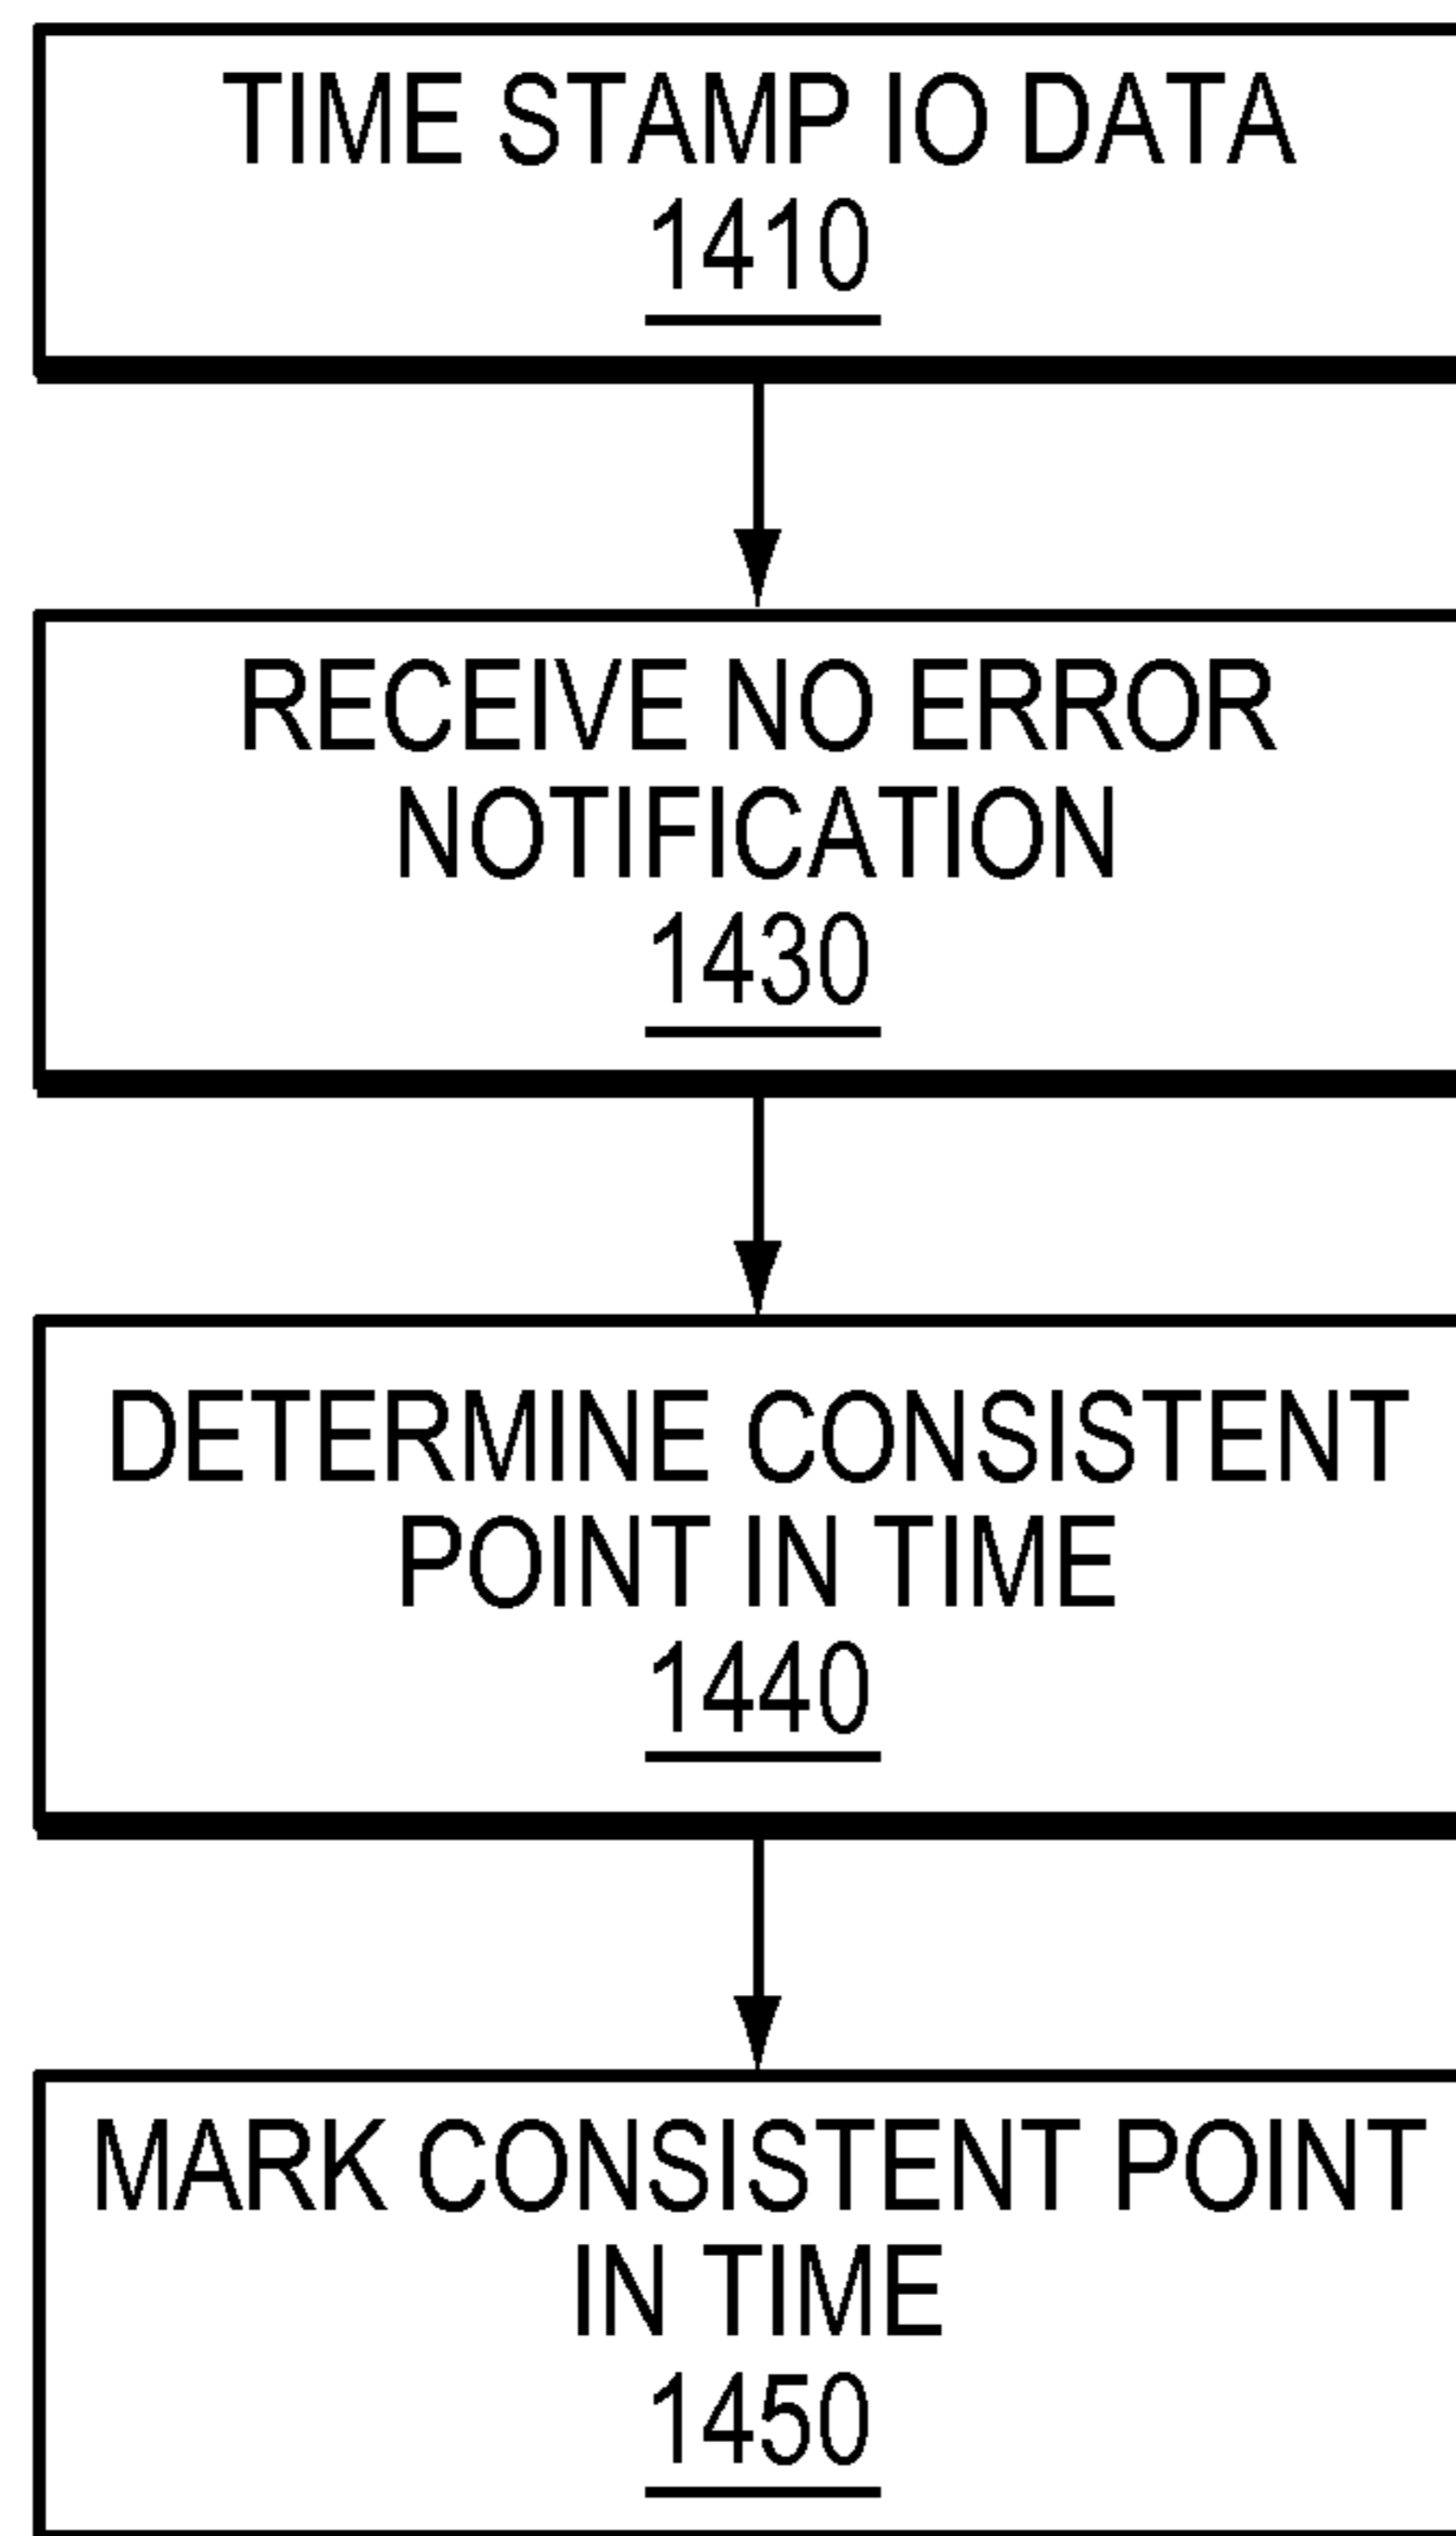 TIME STAMP IO DATA
1410
RECEIVE NO ERROR
NOTIFICATION
1430
DETERMINE CONSISTENT
POINT IN TIME
1440
MARK CONSISTENT POINT
IN TIME
1450